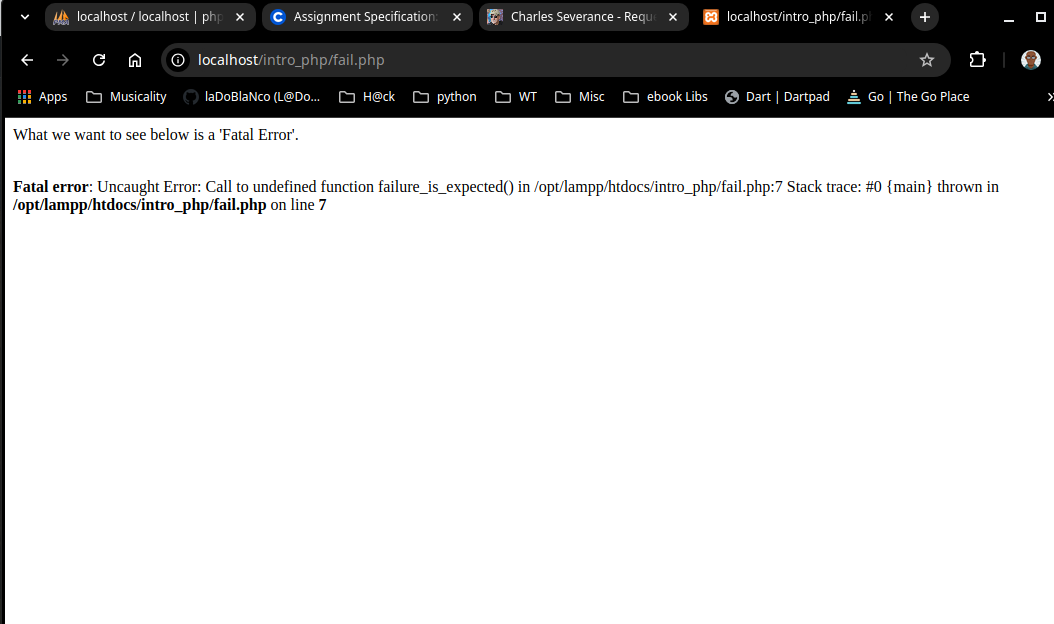 localhost / localhost | php
Assignment Specification:
Charles Severance - Reque
localhost/intro_php/fail.p
localhost/intro_php/fail.php
Apps
Musicality
laDoBlaNco (L@Do...
H@ck
python
WT
Misc
ebook Libs
Dart | Dartpad
Go | The Go Place
What we want to see below is a 'Fatal Error'.
Fatal error: Uncaught Error: Call to undefined function failure_is_expected() in /opt/lampp/htdocs/intro_php/fail.php:7 Stack trace: #0 {main} thrown in
/opt/lampp/htdocs/intro_php/fail.php on line 7